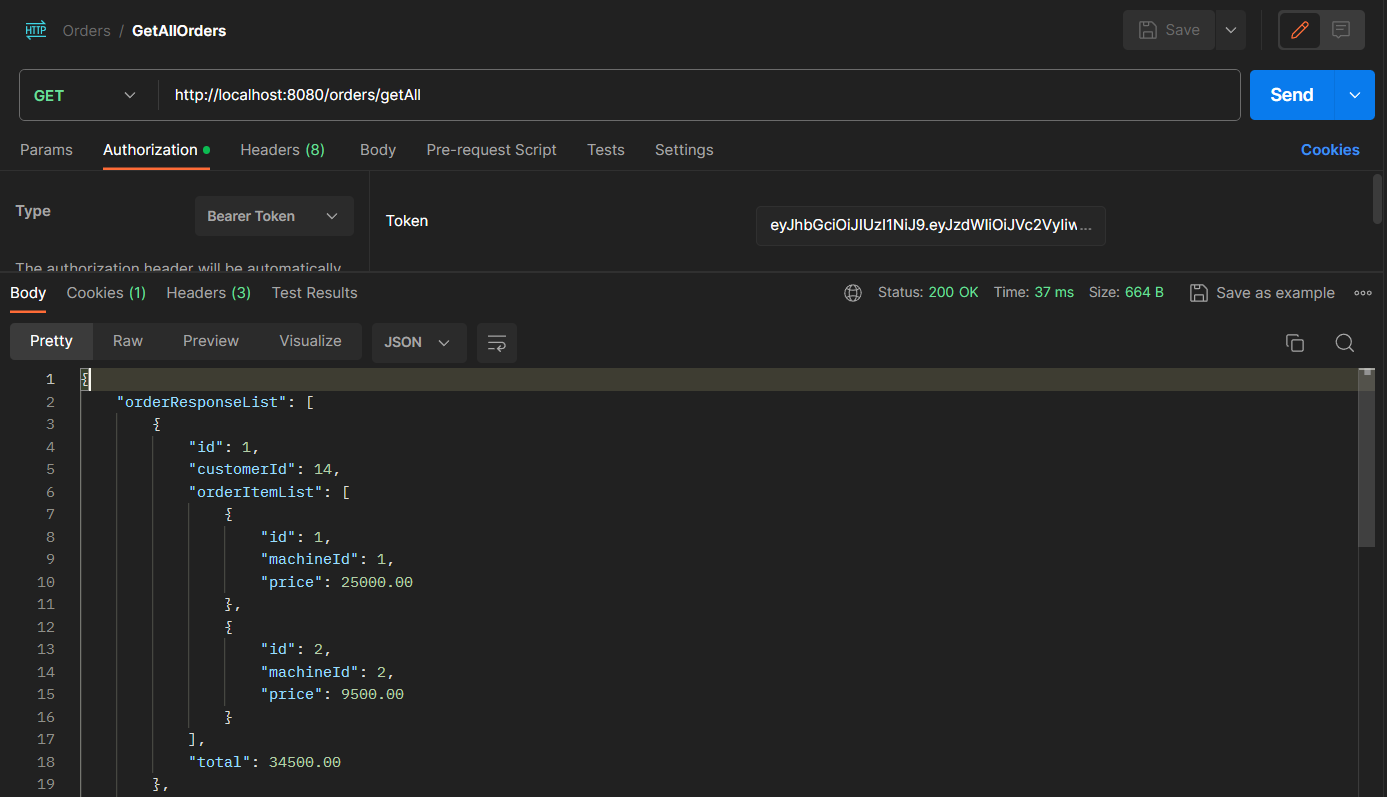 HTTP Orders / GetAllOrders Save
GET http://localhost:8080/orders/getAll Send
Params Authorization Headers (8) Body Pre-request Script Tests Settings Cookies
Type Bearer Token Token eyJhbGciOiJIUzI1NiJ9.eyJzdWIiOiJVc2VyIiw...
The authorization header will be automatically
Body Cookies (1) Headers (3) Test Results Status: 200 OK Time: 37 ms Size: 664 B Save as example
Pretty Raw Preview Visualize JSON
1 {
2 "orderResponseList": [
3 {
4 "id": 1,
5 "customerId": 14,
6 "orderItemList": [
7 {
8 "id": 1,
9 "machineId": 1,
10 "price": 25000.00
11 },
12 {
13 "id": 2,
14 "machineId": 2,
15 "price": 9500.00
16 }
17 ],
18 "total": 34500.00
19 },